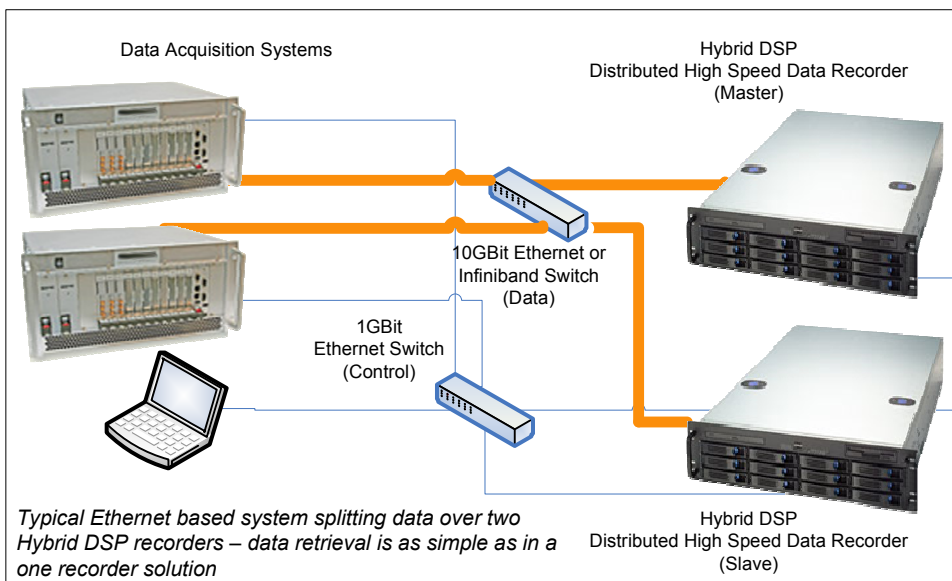 Data Acquisition Systems
Hybrid DSP
Distributed High Speed Data Recorder
(Master)
10GBit Ethernet or
Infiniband Switch
(Data)
1GBit
Ethernet Switch
(Control)
Typical Ethernet based system splitting data over two
Hybrid DSP recorders – data retrieval is as simple as in a
one recorder solution
Hybrid DSP
Distributed High Speed Data Recorder
(Slave)